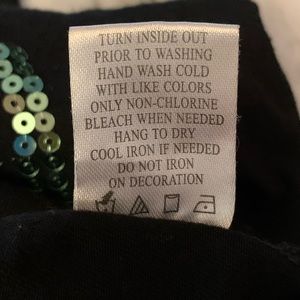 TURN INSIDE OUT
PRIOR TO WASHING
HAND WASH COLD
WITH LIKE COLORS
ONLY NON-CHLORINE
BLEACH WHEN NEEDED
HANG TO DRY
COOL IRON IF NEEDED
DO NOT IRON
ON DECORATION